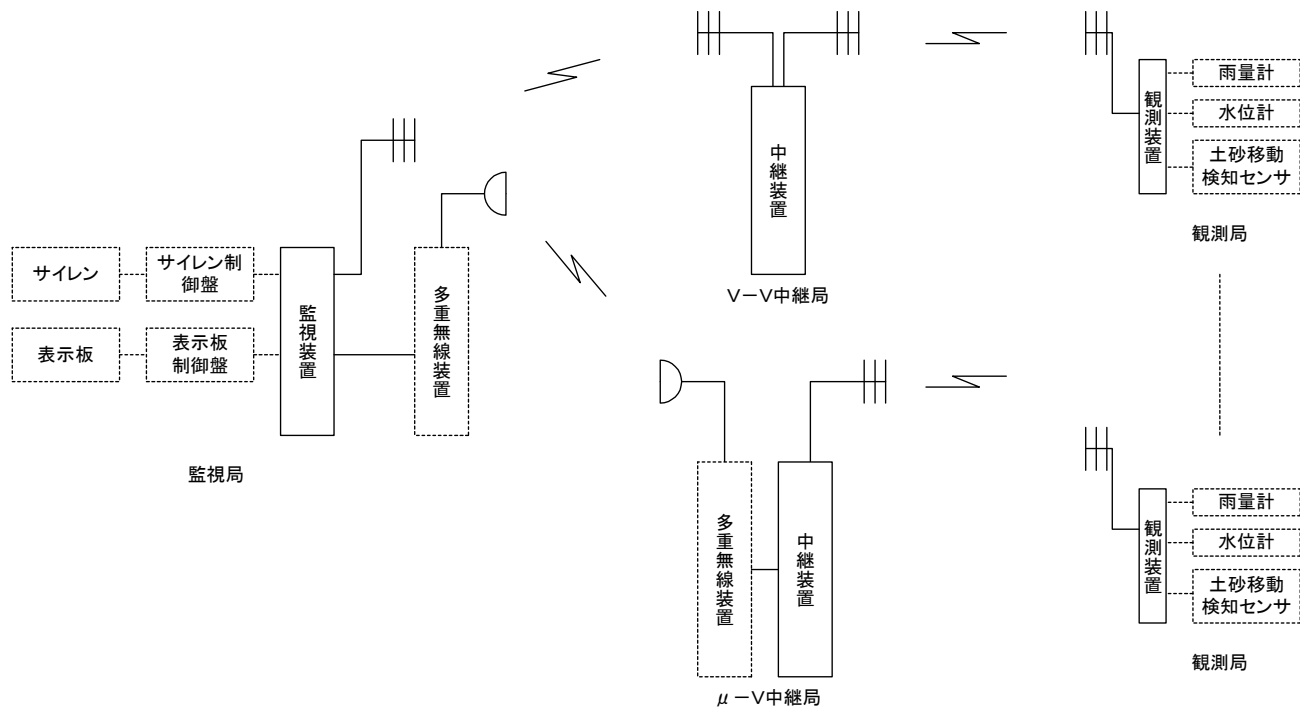 サイレン
サイレン制
御盤
表示板
表示板
制御盤
監視装置
多重無線装置
監視局
中継装置
V－V中継局
多重無線装置
中継装置
μ－V中継局
観測装置
雨量計
水位計
土砂移動
検知センサ
観測局
観測装置
雨量計
水位計
土砂移動
検知センサ
観測局